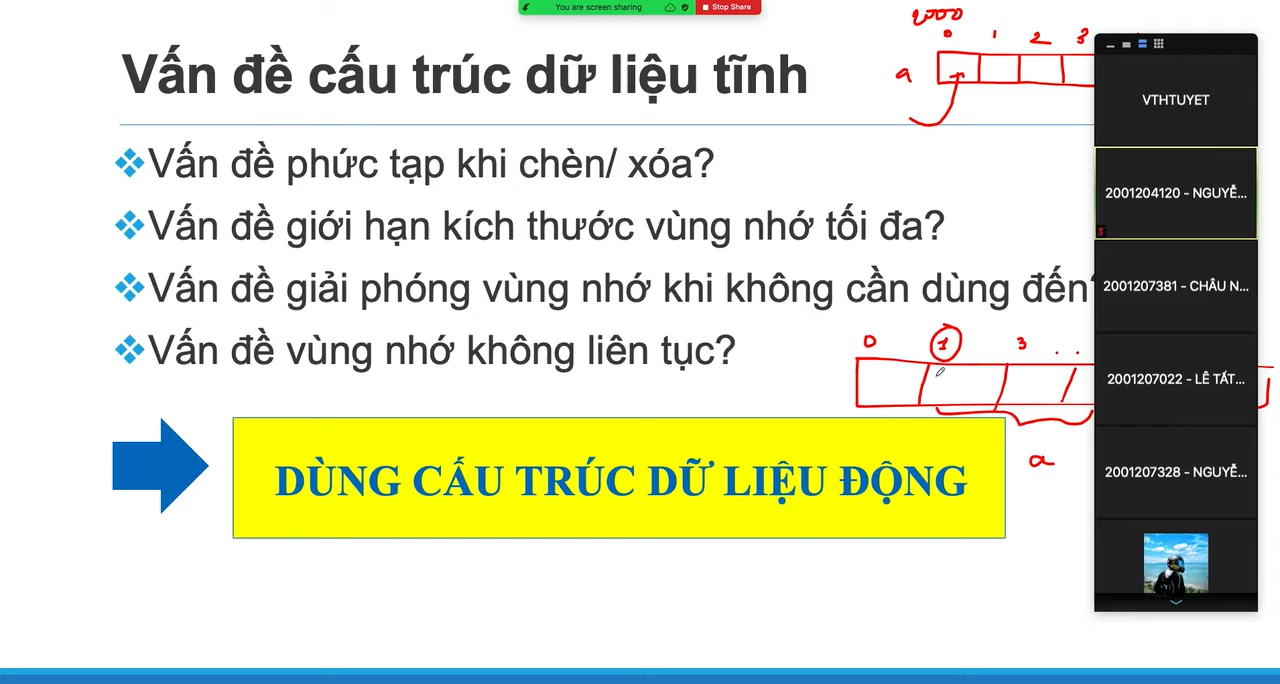 You are screen sharing
Stop Share
2000
0 1 2 3
a
Vấn đề cấu trúc dữ liệu tĩnh
Vấn đề phức tạp khi chèn/ xóa?
Vấn đề giới hạn kích thước vùng nhớ tối đa?
Vấn đề giải phóng vùng nhớ khi không cần dùng đến?
Vấn đề vùng nhớ không liên tục?
0 1 3 . .
a
DÙNG CẤU TRÚC DỮ LIỆU ĐỘNG
VTHTUYET
2001204120 - NGUYỄ...
2001207381 - CHÂU N...
2001207022 - LÊ TẤT...
2001207328 - NGUYỄ...